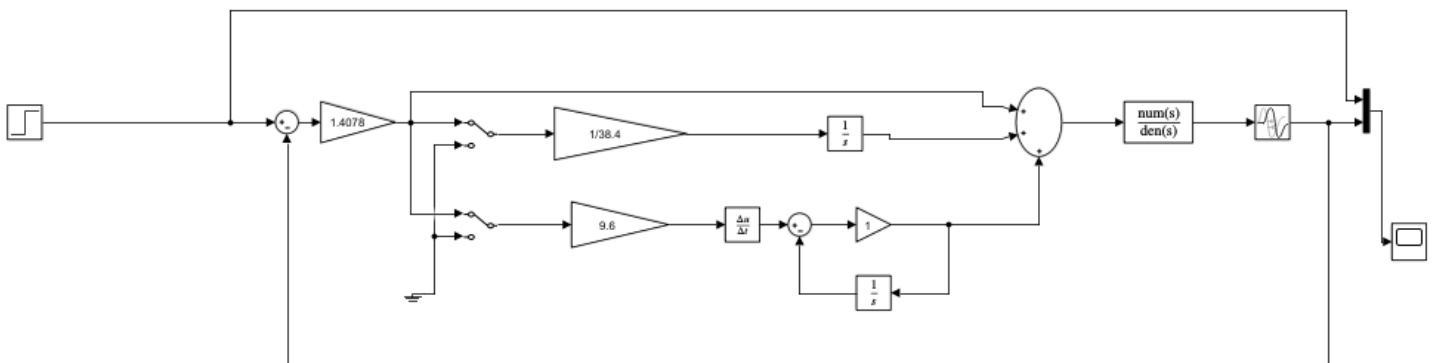 +
-
1.4078
1/38.4
1
s
+
+
+
num(s)
den(s)
9.6
Δu
Δt
+
-
1
1
s